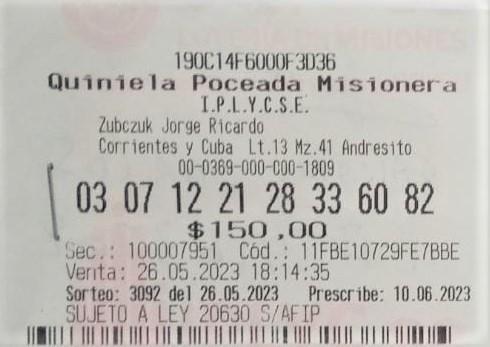 190C14F6000F3D36
Quiniela Poceada Misionera
I.P.L.Y.C.S.E.
Zubczuk Jorge Ricardo
Corrientes y Cuba Lt.13 Mz.41 Andresito
00-0369-000-000-1809
03 07 12 21 28 33 60 82
$150,00
Sec.: 100007951 Cód.: 11FBE10729FE7BBE
Venta: 26.05.2023 18:14:35
Sorteo: 3092 del 26.05.2023 Prescribe: 10.06.2023
SUJETO A LEY 20630 S/AFIP